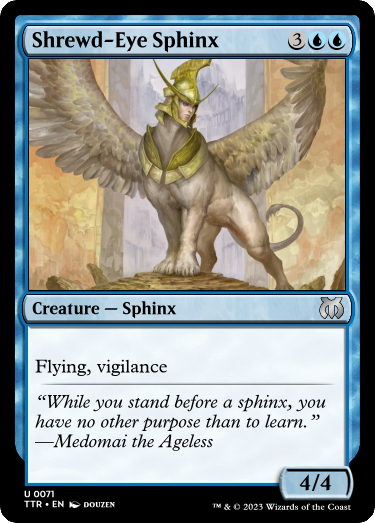 Shrewd-Eye Sphinx 3
Creature — Sphinx
Flying, vigilance
“While you stand before a sphinx, you
have no other purpose than to learn.”
—Medomai the Ageless
4/4
U 0071
TTR • EN DOUZEN
™ & © 2023 Wizards of the Coast